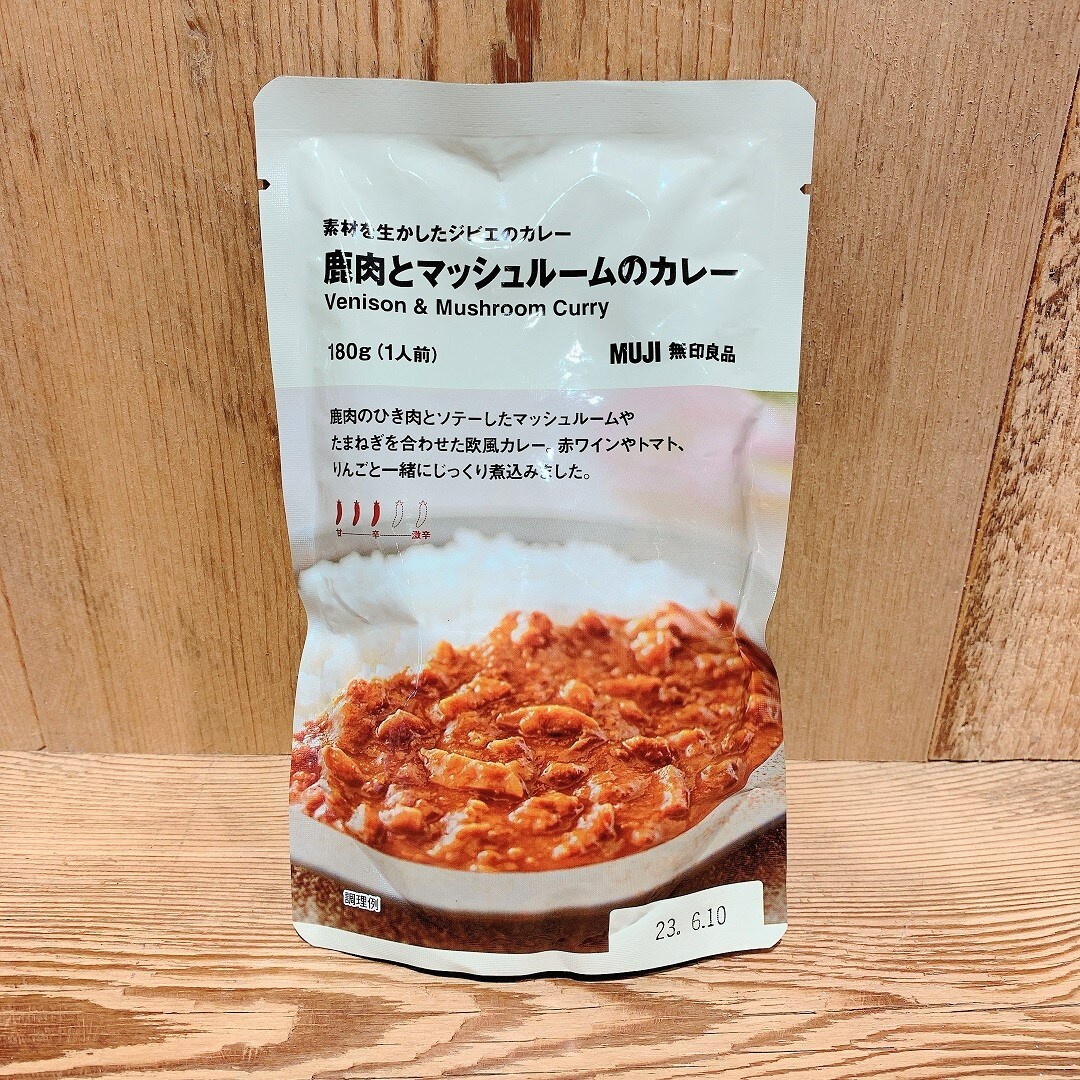 素材を生かしたジビエのカレー
鹿肉とマッシュルームのカレー
Venison & Mushroom Curry
180g（1人前） MUJI 無印良品
鹿肉のひき肉とソテーしたマッシュルームや
たまねぎを合わせた欧風カレー。赤ワインやトマト、
りんごと一緒にじっくり煮込みました。
甘 辛 激辛
調理例
23. 6.10